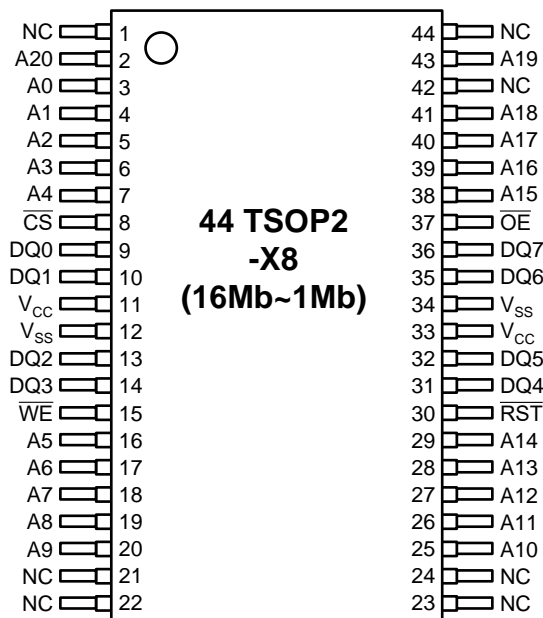 NC 1 44 NC
A20 2 43 A19
A0 3 42 NC
A1 4 41 A18
A2 5 40 A17
A3 6 39 A16
A4 7 38 A15
C̅S̅ 8 37 O̅E̅
DQ0 9 36 DQ7
DQ1 10 35 DQ6
VCC 11 34 VSS
VSS 12 33 VCC
DQ2 13 32 DQ5
DQ3 14 31 DQ4
W̅E̅ 15 30 R̅S̅T̅
A5 16 29 A14
A6 17 28 A13
A7 18 27 A12
A8 19 26 A11
A9 20 25 A10
NC 21 24 NC
NC 22 23 NC
44 TSOP2
-X8
(16Mb~1Mb)